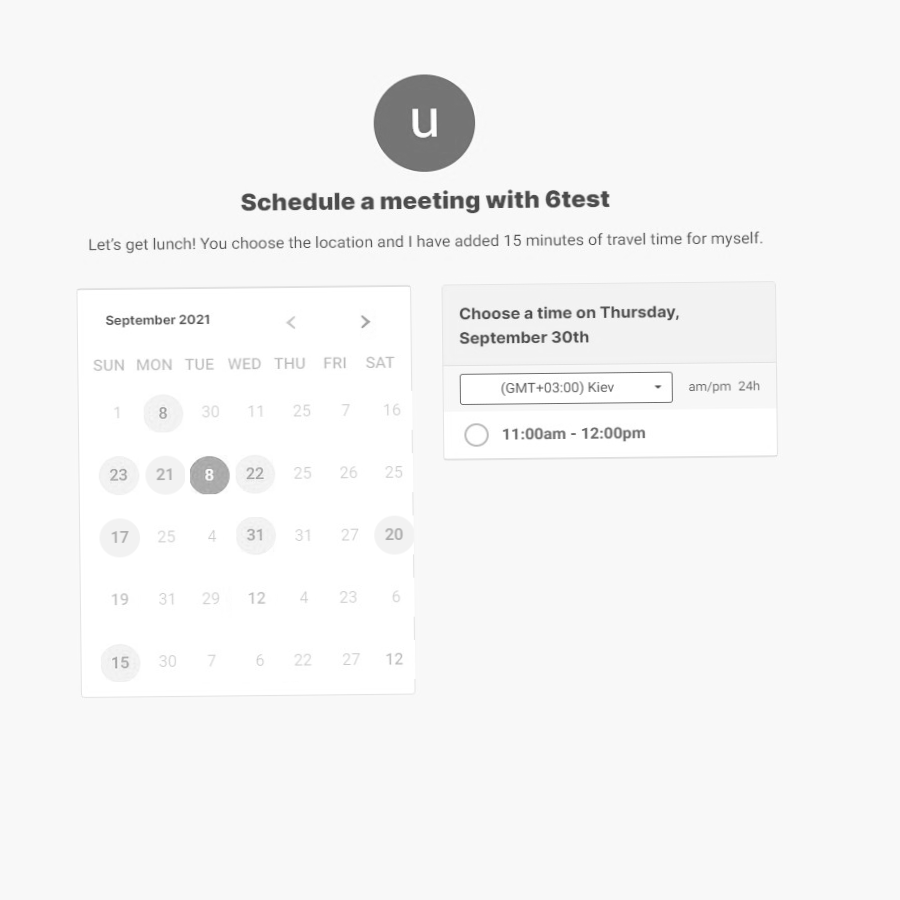 u
Schedule a meeting with 6test
Let's get lunch! You choose the location and I have added 15 minutes of travel time for myself.
September 2021
SUN MON TUE WED THU FRI SAT
1 8 30 11 25 7 16
23 21 8 22 25 26 25
17 25 4 31 31 27 20
19 31 29 12 4 23 6
15 30 7 6 22 27 12
Choose a time on Thursday,
September 30th
(GMT+03:00) Kiev am/pm 24h
11:00am - 12:00pm